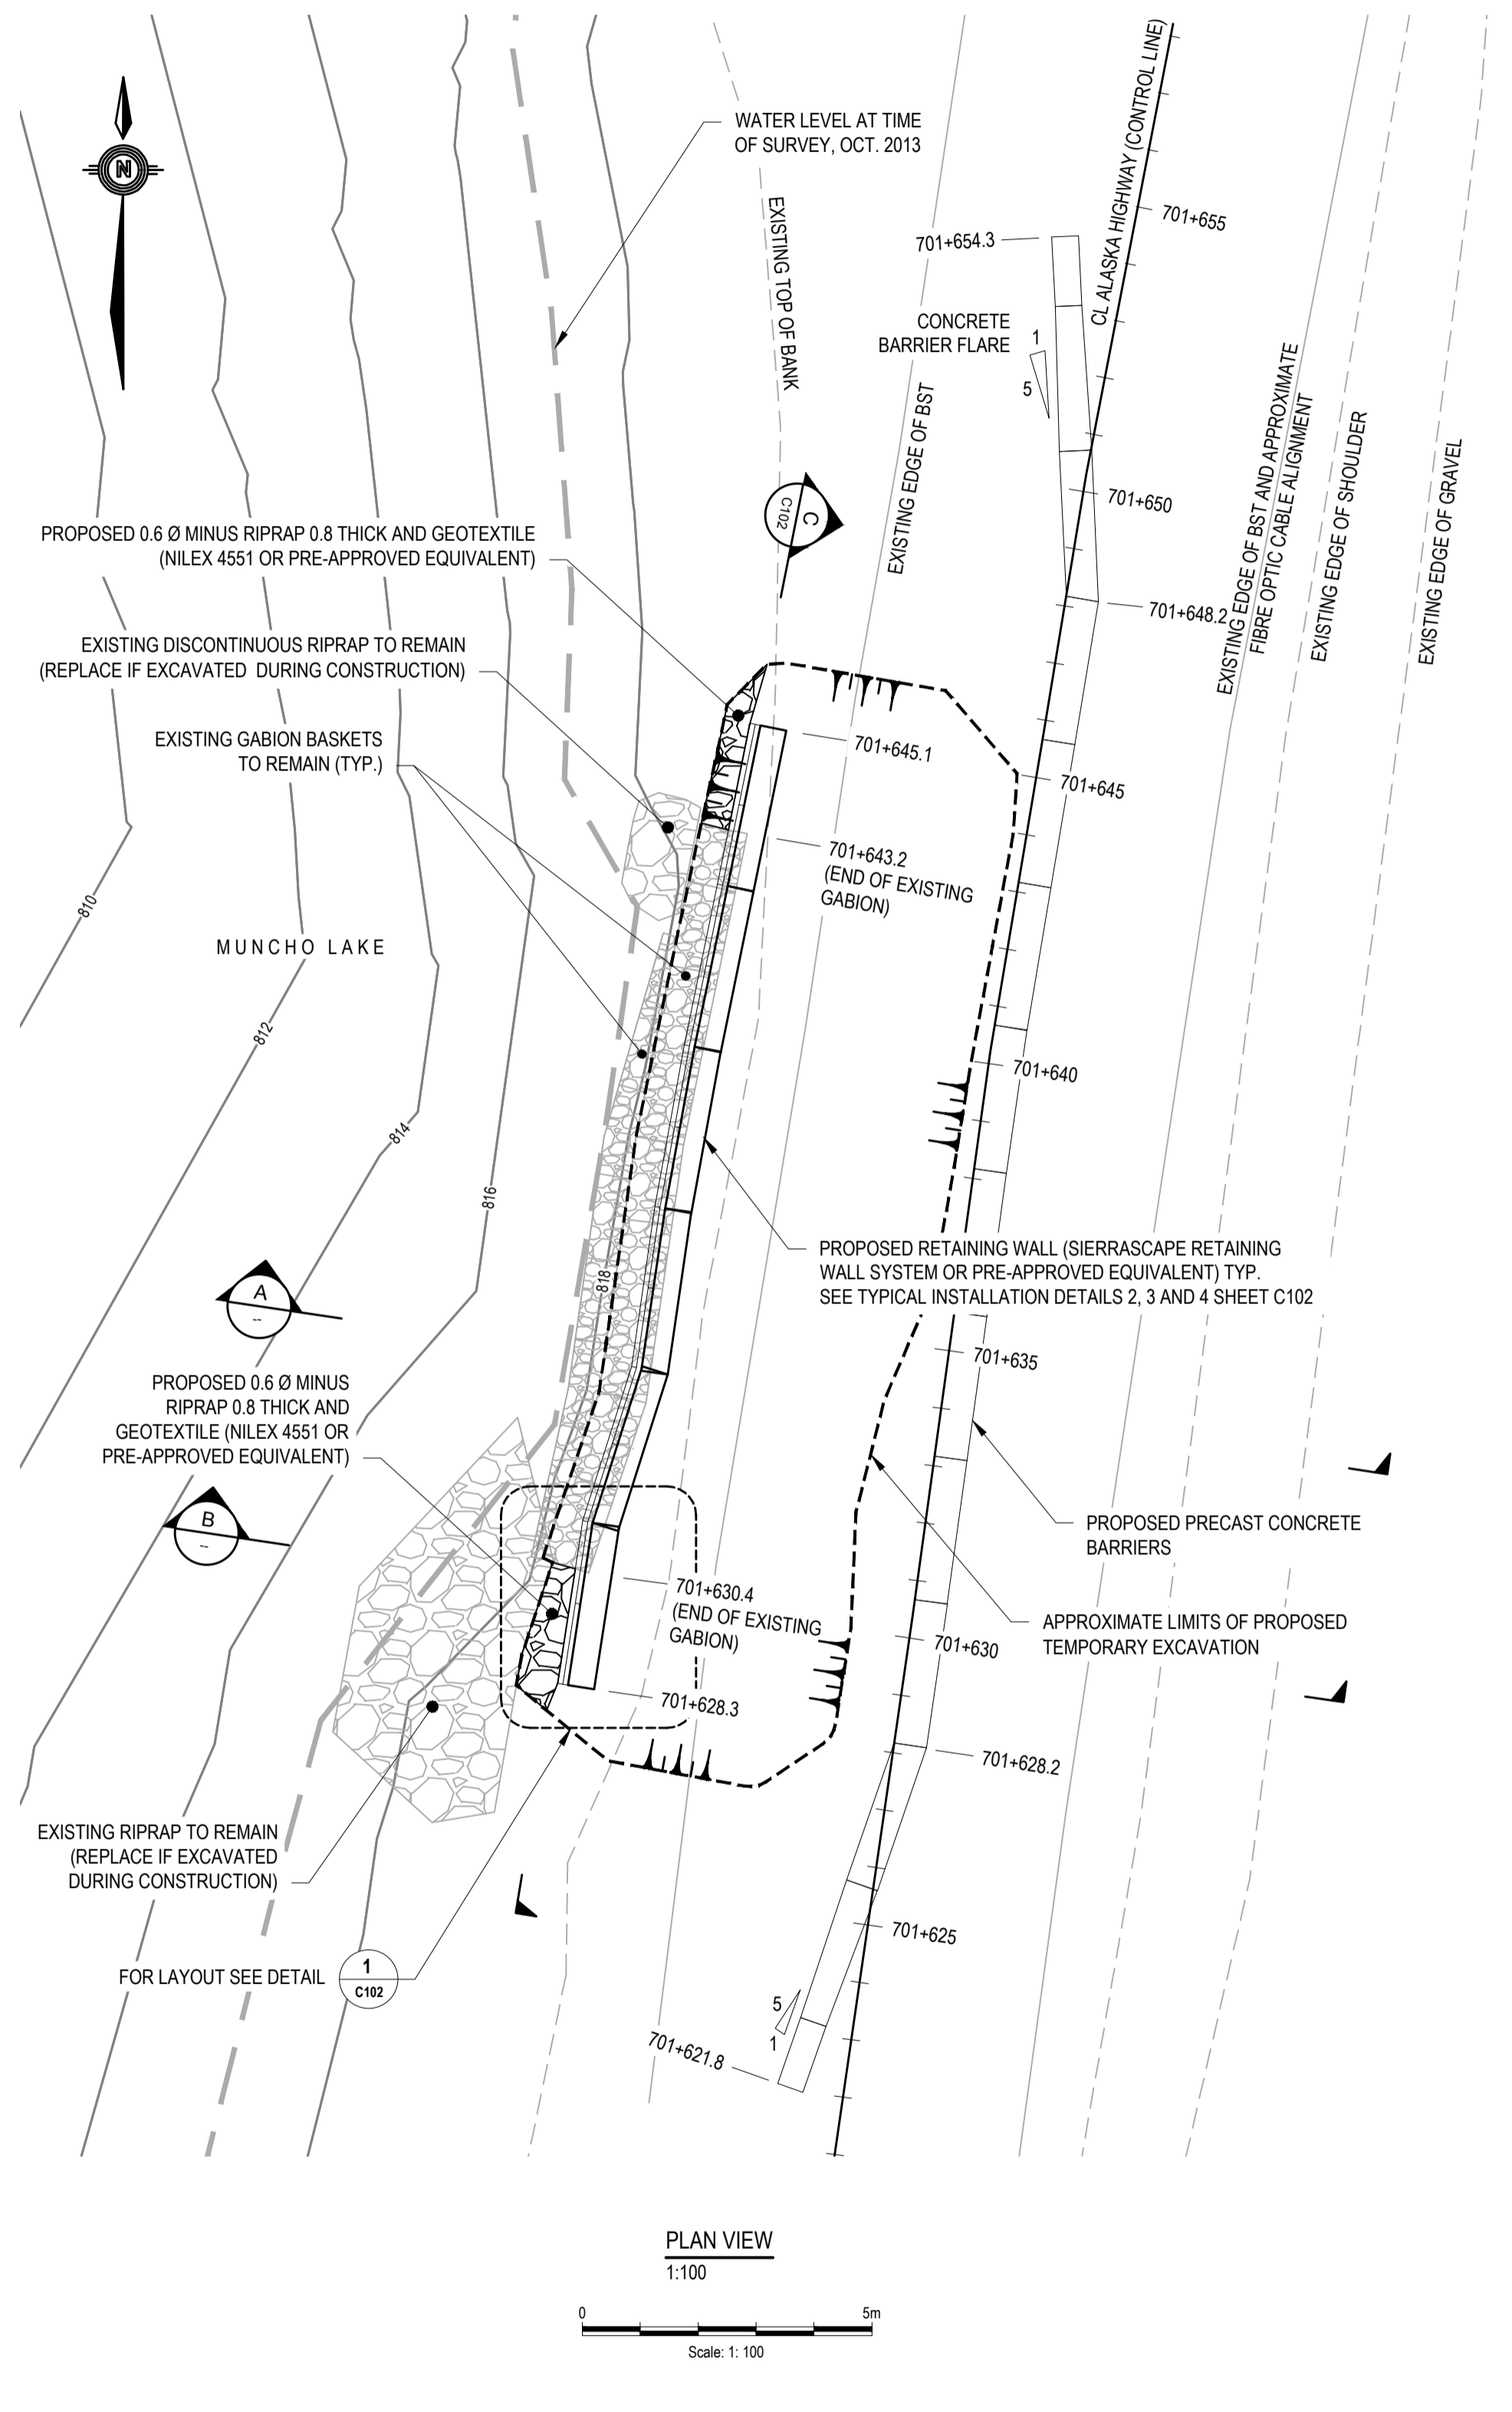 CL ALASKA HIGHWAY (CONTROL LINE)
WATER LEVEL AT TIME
OF SURVEY, OCT. 2013
N
EXISTING TOP OF BANK
701+655
701+654.3
CONCRETE
BARRIER FLARE
1
5
EXISTING EDGE OF BST
EXISTING EDGE OF BST AND APPROXIMATE
FIBRE OPTIC CABLE ALIGNMENT
EXISTING EDGE OF SHOULDER
EXISTING EDGE OF GRAVEL
701+650
C
C102
PROPOSED 0.6 Ø MINUS RIPRAP 0.8 THICK AND GEOTEXTILE
(NILEX 4551 OR PRE-APPROVED EQUIVALENT)
701+648.2
EXISTING DISCONTINUOUS RIPRAP TO REMAIN
(REPLACE IF EXCAVATED DURING CONSTRUCTION)
EXISTING GABION BASKETS
TO REMAIN (TYP.)
701+645.1
701+645
701+643.2
(END OF EXISTING
GABION)
810
MUNCHO LAKE
812
701+640
814
816
818
PROPOSED RETAINING WALL (SIERRASCAPE RETAINING
WALL SYSTEM OR PRE-APPROVED EQUIVALENT) TYP.
SEE TYPICAL INSTALLATION DETAILS 2, 3 AND 4 SHEET C102
A
--
701+635
PROPOSED 0.6 Ø MINUS
RIPRAP 0.8 THICK AND
GEOTEXTILE (NILEX 4551 OR
PRE-APPROVED EQUIVALENT)
B
--
PROPOSED PRECAST CONCRETE
BARRIERS
701+630.4
(END OF EXISTING
GABION)
701+630
APPROXIMATE LIMITS OF PROPOSED
TEMPORARY EXCAVATION
701+628.3
701+628.2
EXISTING RIPRAP TO REMAIN
(REPLACE IF EXCAVATED
DURING CONSTRUCTION)
701+625
FOR LAYOUT SEE DETAIL
1
C102
5
1
701+621.8
PLAN VIEW
1:100
0
5m
Scale: 1: 100